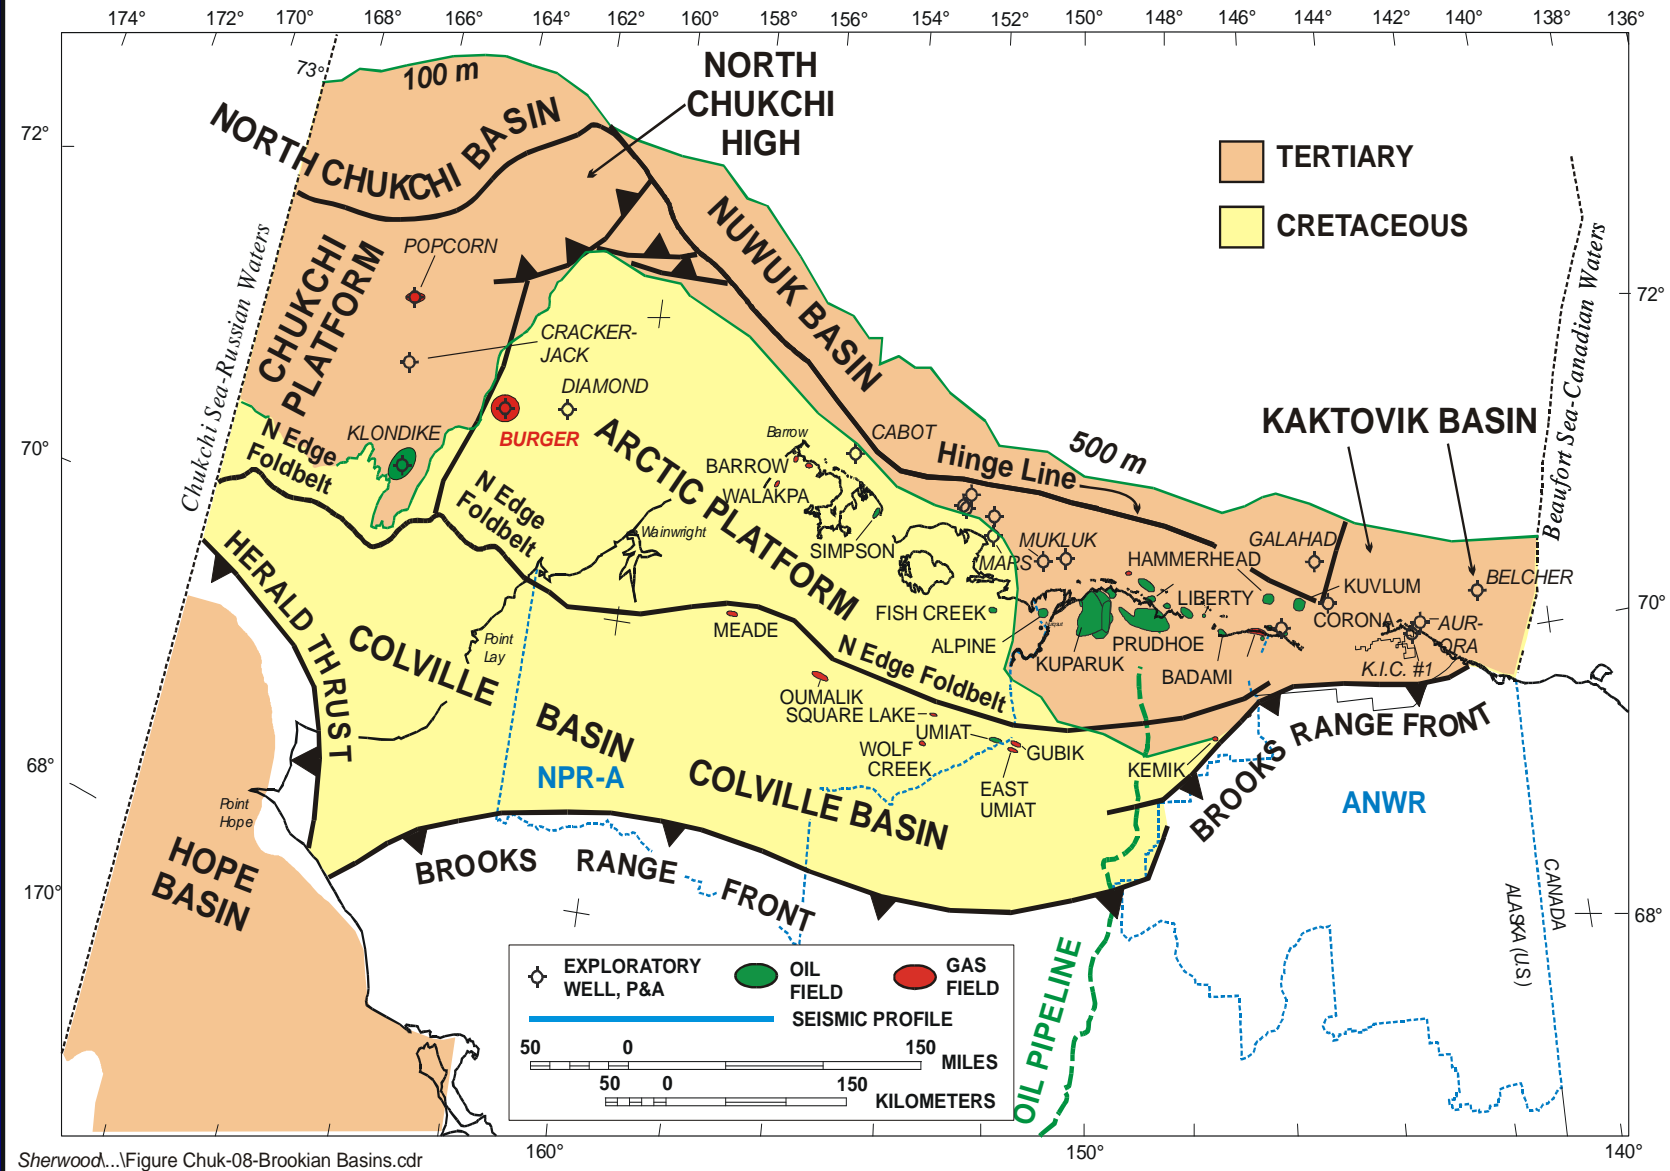 174° 172° 170° 168° 166° 164° 162° 158° 156° 154° 152° 150° 148° 146° 144° 142° 140° 138° 136°
73°
100 m
NORTH
CHUKCHI
HIGH
72°
NORTH CHUKCHI BASIN
TERTIARY
CRETACEOUS
Chukchi Sea-Russian Waters
CHUKCHI
PLATFORM
POPCORN
NUWUK BASIN
Beaufort Sea-Canadian Waters
72°
CRACKER-
JACK
DIAMOND
BURGER
KLONDIKE
N Edge
Foldbelt
70°
ARCTIC PLATFORM
Barrow
BARROW
WALAKPA
SIMPSON
CABOT
Hinge Line
500 m
KAKTOVIK BASIN
N Edge
Foldbelt
Wainwright
MARS
MUKLUK
HAMMERHEAD
GALAHAD
KUVLUM
BELCHER
70°
LIBERTY
CORONA
AUR-
ORA
K.I.C. #1
FISH CREEK
ALPINE
KUPARUK
PRUDHOE
BADAMI
HERALD THRUST
COLVILLE
BASIN
Point
Lay
MEADE
N Edge Foldbelt
OUMALIK
SQUARE LAKE
UMIAT
WOLF
CREEK
GUBIK
EAST
UMIAT
KEMIK
BROOKS RANGE FRONT
68°
NPR-A
COLVILLE BASIN
ANWR
Point
Hope
HOPE
BASIN
BROOKS RANGE FRONT
170°
68°
ALASKA (U.S)
CANADA
OIL PIPELINE
EXPLORATORY
WELL, P&A
OIL
FIELD
GAS
FIELD
SEISMIC PROFILE
50 0 150
MILES
50 0 150
KILOMETERS
160° 150° 140°
Sherwood\...\Figure Chuk-08-Brookian Basins.cdr